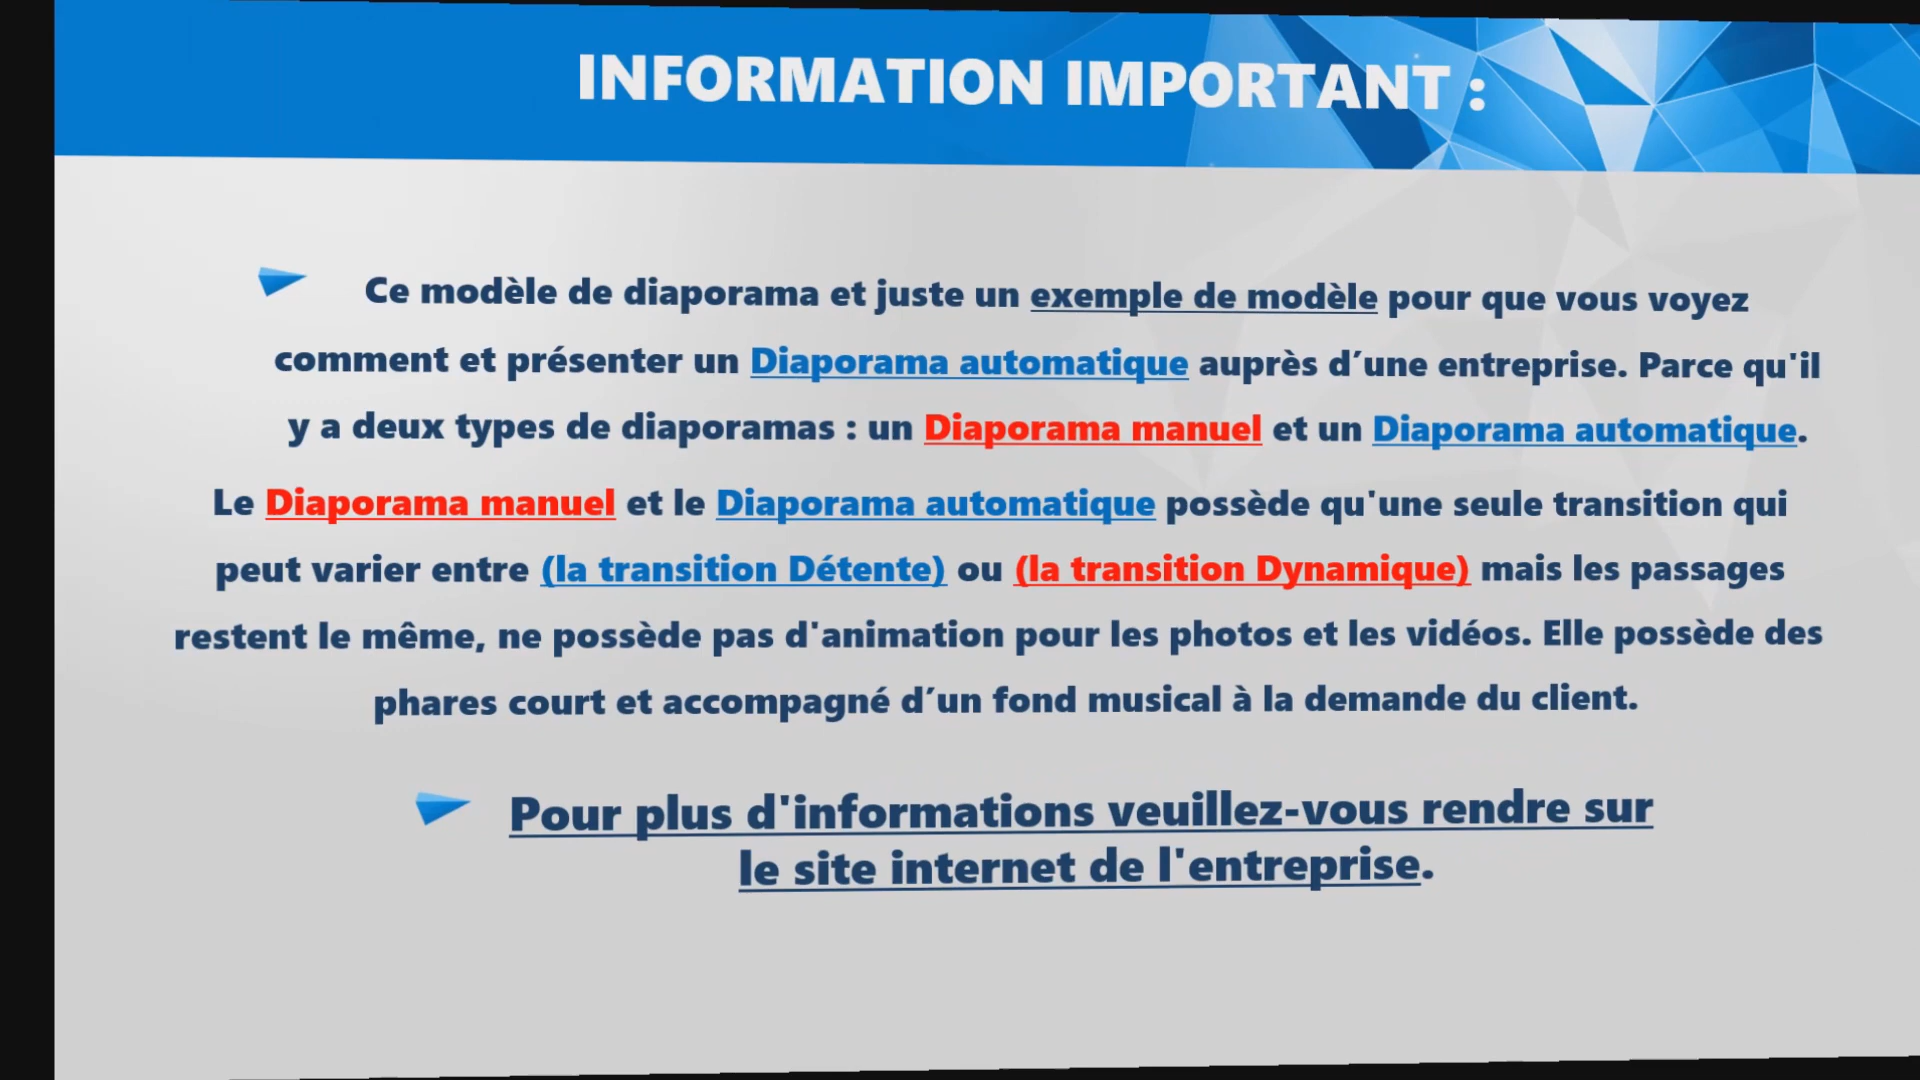 INFORMATION IMPORTANT :
Ce modèle de diaporama et juste un exemple de modèle pour que vous voyez
comment et présenter un Diaporama automatique auprès d´une entreprise. Parce qu'il
y a deux types de diaporamas : un Diaporama manuel et un Diaporama automatique.
Le Diaporama manuel et le Diaporama automatique possède qu'une seule transition qui
peut varier entre (la transition Détente) ou (la transition Dynamique) mais les passages
restent le même, ne possède pas d'animation pour les photos et les vidéos. Elle possède des
phares court et accompagné d´un fond musical à la demande du client.
Pour plus d'informations veuillez-vous rendre sur
le site internet de l'entreprise.